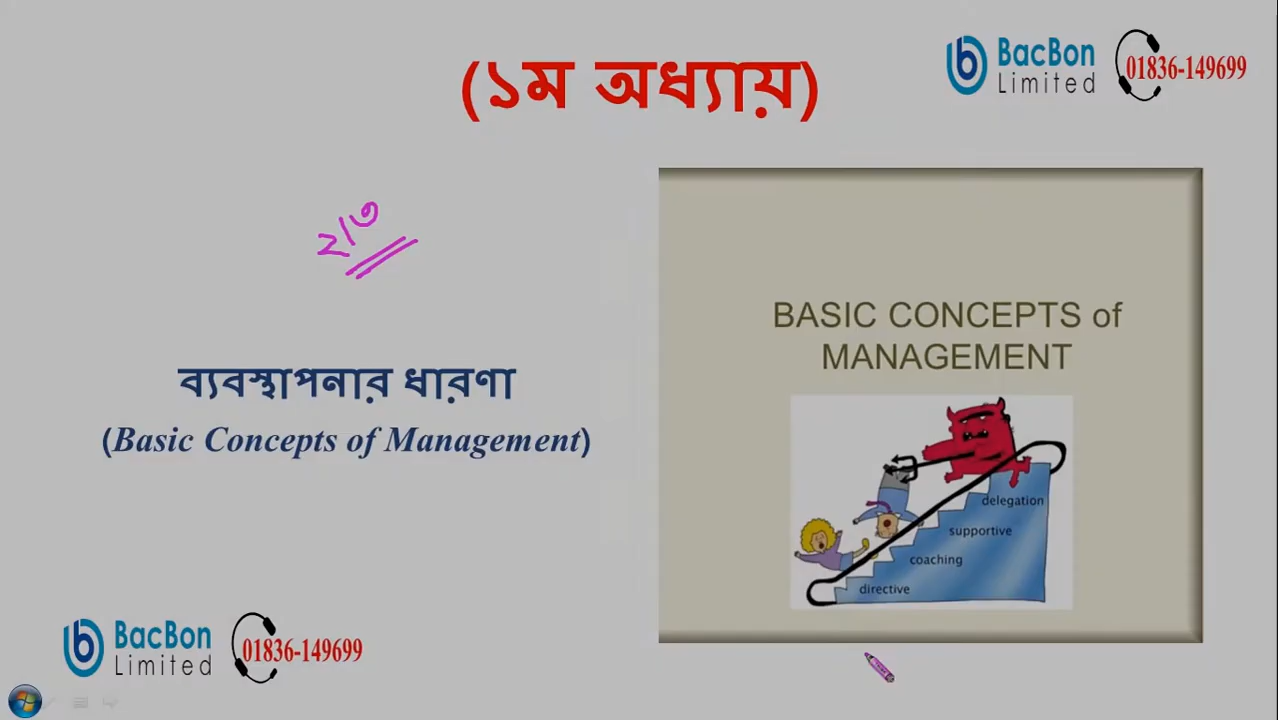 (১ম অধ্যায়)
BacBon
Limited
01836-149699
২/৩
BASIC CONCEPTS of
MANAGEMENT
ব্যবস্থাপনার ধারণা
(Basic Concepts of Management)
delegation
supportive
coaching
directive
BacBon
Limited
01836-149699